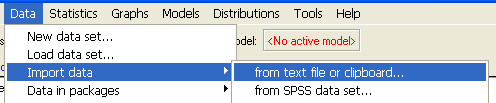 Data Statistics Graphs Models Distributions Tools Help
New data set...
Load data set...
Import data
Data in packages
odel: <No active model>
from text file or clipboard...
from SPSS data set...